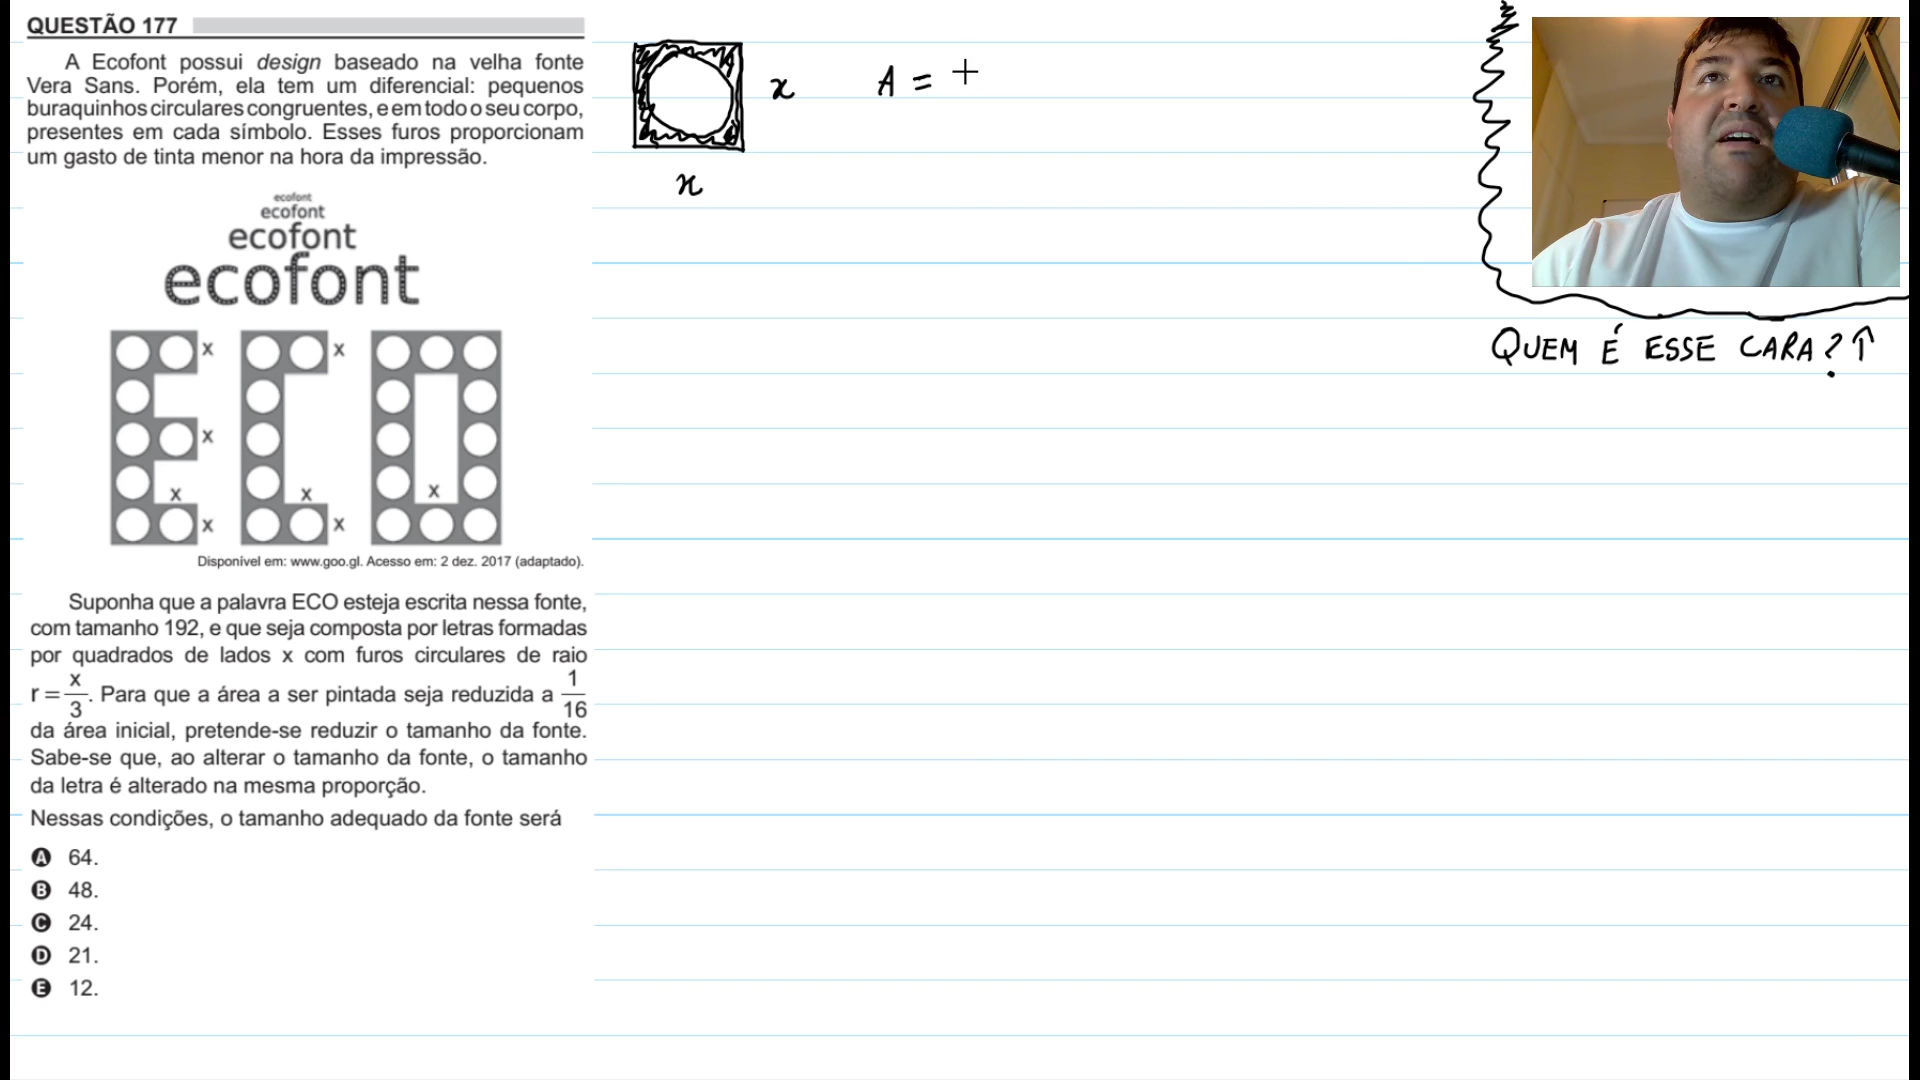 QUESTÃO 177
A Ecofont possui design baseado na velha fonte
Vera Sans. Porém, ela tem um diferencial: pequenos
buraquinhos circulares congruentes, e em todo o seu corpo,
presentes em cada símbolo. Esses furos proporcionam
um gasto de tinta menor na hora da impressão.
ecofont
ecofont
ecofont
ecofont
x x
x
x x x
x x
Disponível em: www.goo.gl. Acesso em: 2 dez. 2017 (adaptado).
Suponha que a palavra ECO esteja escrita nessa fonte,
com tamanho 192, e que seja composta por letras formadas
por quadrados de lados x com furos circulares de raio
r = x/3. Para que a área a ser pintada seja reduzida a 1/16
da área inicial, pretende-se reduzir o tamanho da fonte.
Sabe-se que, ao alterar o tamanho da fonte, o tamanho
da letra é alterado na mesma proporção.
Nessas condições, o tamanho adequado da fonte será
A 64.
B 48.
C 24.
D 21.
E 12.
x A =
x
QUEM É ESSE CARA? ↑